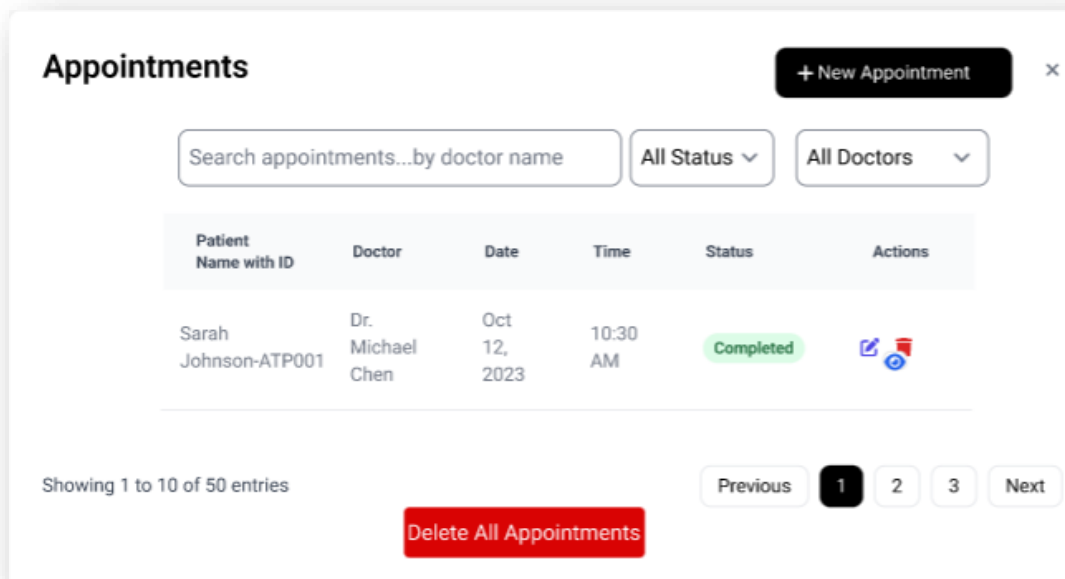 Appointments
+ New Appointment
×
Search appointments...by doctor name
All Status
All Doctors
Patient
Name with ID
Doctor
Date
Time
Status
Actions
Sarah
Johnson-ATP001
Dr.
Michael
Chen
Oct
12,
2023
10:30
AM
Completed
Showing 1 to 10 of 50 entries
Previous
1
2
3
Next
Delete All Appointments